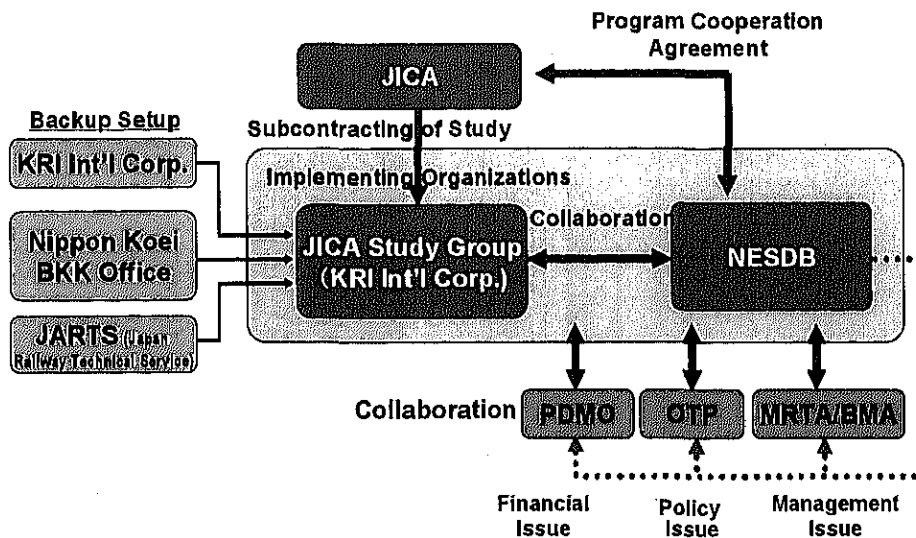 Program Cooperation
Agreement
JICA
Backup Setup
Subcontracting of Study
KRI Int'l Corp.
Implementing Organizations
Collaboration
Nippon Koei
BKK Office
JICA Study Group
(KRI Int'l Corp.)
NESDB
JARTS (Japan
Railway Technical Service)
Collaboration
PDMO
OTP
MRTA/BMA
Financial
Issue
Policy
Issue
Management
Issue